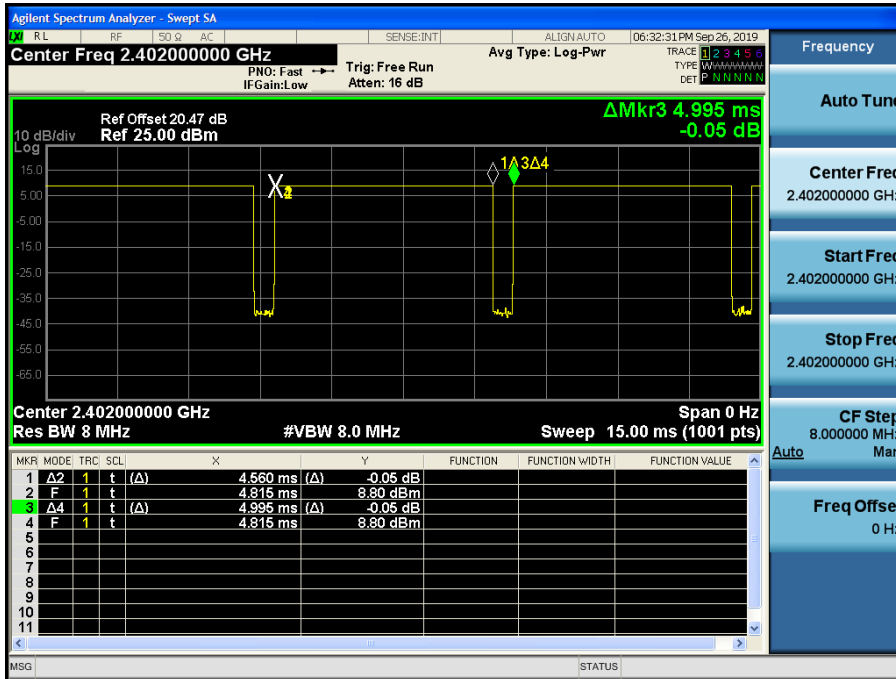 Agilent Spectrum Analyzer - Swept SA
LXI RL RF 50 Ω AC SENSE:INT ALIGN AUTO 06:32:31 PM Sep 26, 2019
Center Freq 2.402000000 GHz
PNO: Fast
IFGain:Low
Trig: Free Run
Atten: 16 dB
Avg Type: Log-Pwr
TRACE 1 2 3 4 5 6
TYPE WWWWWW
DET P N N N N N
Ref Offset 20.47 dB
10 dB/div Ref 25.00 dBm
Log
ΔMkr3 4.995 ms
-0.05 dB
15.0
5.00
-5.00
-15.0
-25.0
-35.0
-45.0
-55.0
-65.0
X
1Δ 3Δ4
Center 2.402000000 GHz Span 0 Hz
Res BW 8 MHz #VBW 8.0 MHz Sweep 15.00 ms (1001 pts)
MKR MODE TRC SCL X Y FUNCTION FUNCTION WIDTH FUNCTION VALUE
1 Δ2 1 t (Δ) 4.560 ms (Δ) -0.05 dB
2 F 1 t 4.815 ms 8.80 dBm
3 Δ4 1 t (Δ) 4.995 ms (Δ) -0.05 dB
4 F 1 t 4.815 ms 8.80 dBm
5
6
7
8
9
10
11
MSG STATUS
Frequency
Auto Tune
Center Freq
2.402000000 GHz
Start Freq
2.402000000 GHz
Stop Freq
2.402000000 GHz
CF Step
8.000000 MHz
Auto Man
Freq Offset
0 Hz